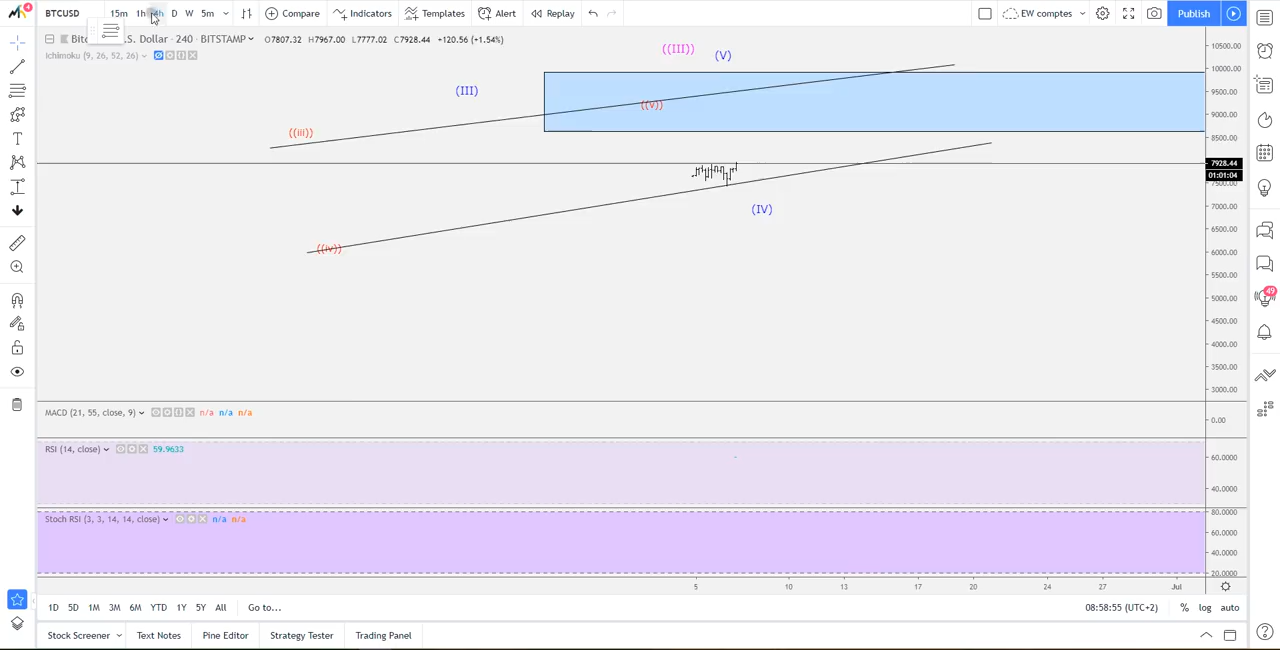 4
BTCUSD 15m 1h 4h D W 5m Compare Indicators Templates Alert Replay EW comptes Publish
S. Dollar · 240 · BITSTAMP O7807.32 H7967.00 L7777.02 C7928.44 +120.56 (+1.54%)
Ichimoku (9, 26, 52, 26)
((III))
(V)
(III)
((v))
((iii))
(IV)
((iv))
10500.00
10000.00
9500.00
9000.00
8500.00
7928.44
01:01:04
7500.00
7000.00
6500.00
6000.00
5500.00
5000.00
4500.00
4000.00
3500.00
3000.00
49
MACD (21, 55, close, 9) n/a n/a n/a
0.00
RSI (14, close) 59.9633
60.0000
40.0000
Stoch RSI (3, 3, 14, 14, close) n/a n/a
80.0000
60.0000
40.0000
20.0000
5 10 13 17 20 24 27 Jul
1D 5D 1M 3M 6M YTD 1Y 5Y All Go to... 08:58:55 (UTC+2) % log auto
Stock Screener Text Notes Pine Editor Strategy Tester Trading Panel